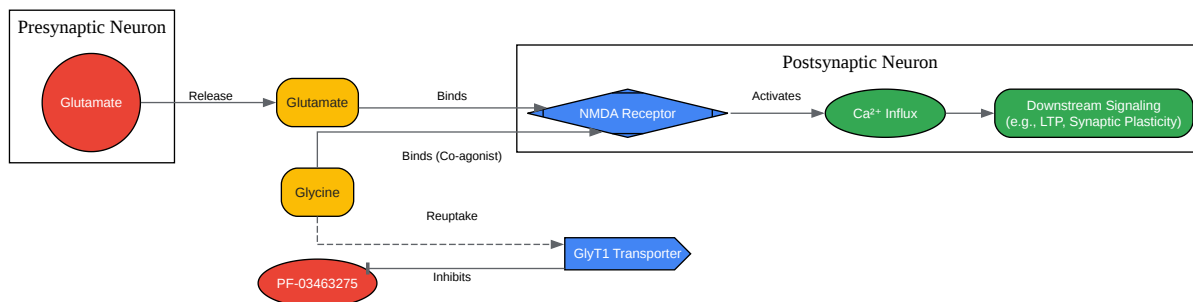 Presynaptic Neuron
Glutamate
Release
Glutamate
Binds
Postsynaptic Neuron
NMDA Receptor
Activates
Ca²⁺ Influx
Downstream Signaling
(e.g., LTP, Synaptic Plasticity)
Binds (Co-agonist)
Glycine
Reuptake
GlyT1 Transporter
Inhibits
PF-03463275